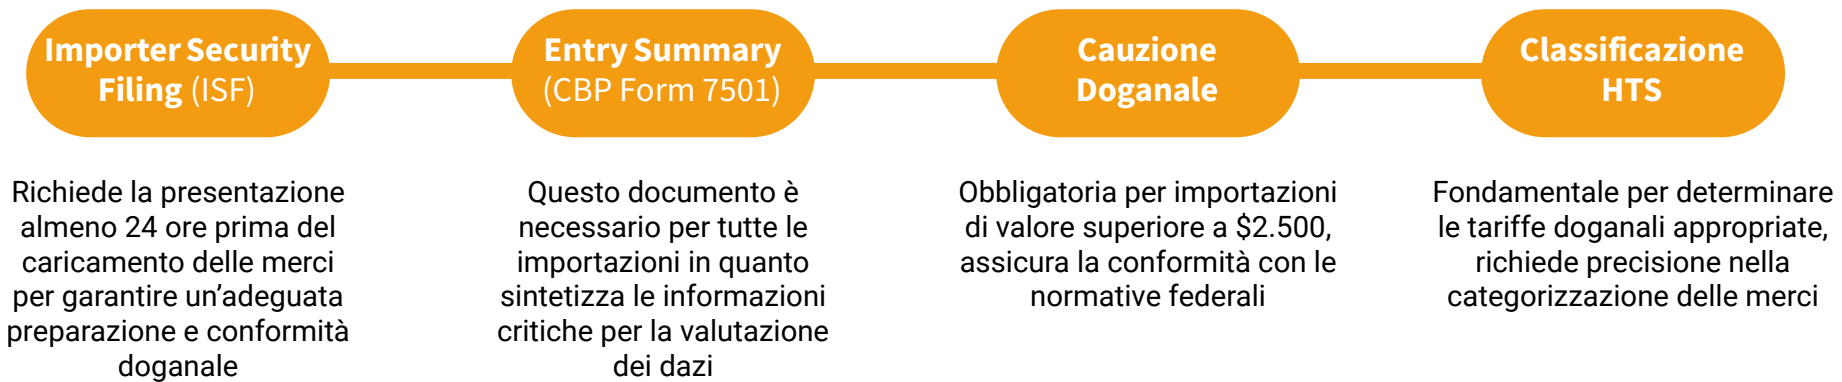 Importer Security
Filing (ISF)
Richiede la presentazione
almeno 24 ore prima del
caricamento delle merci
per garantire un’adeguata
preparazione e conformità
doganale
Entry Summary
(CBP Form 7501)
Questo documento è
necessario per tutte le
importazioni in quanto
sintetizza le informazioni
critiche per la valutazione
dei dazi
Cauzione
Doganale
Obbligatoria per importazioni
di valore superiore a $2.500,
assicura la conformità con le
normative federali
Classificazione
HTS
Fondamentale per determinare
le tariffe doganali appropriate,
richiede precisione nella
categorizzazione delle merci